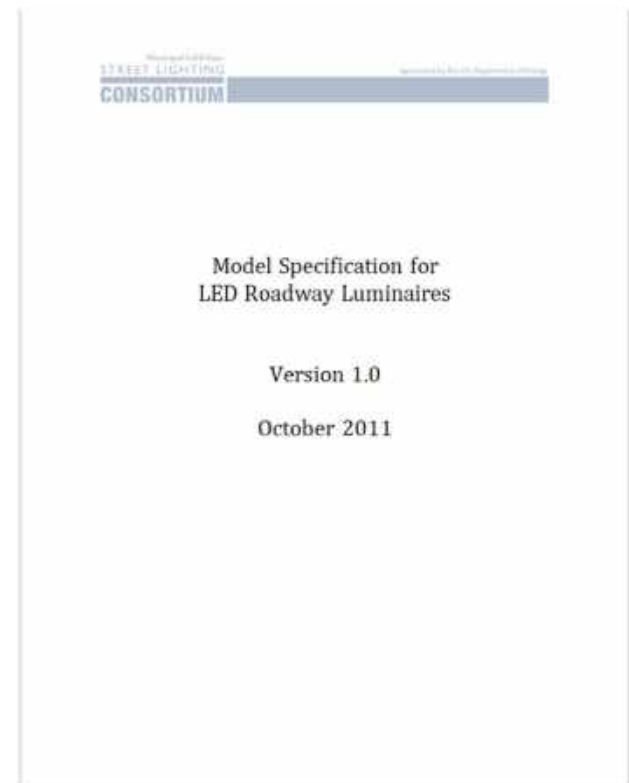 STREET LIGHTING
CONSORTIUM
Model Specification for
LED Roadway Luminaires
Version 1.0
October 2011